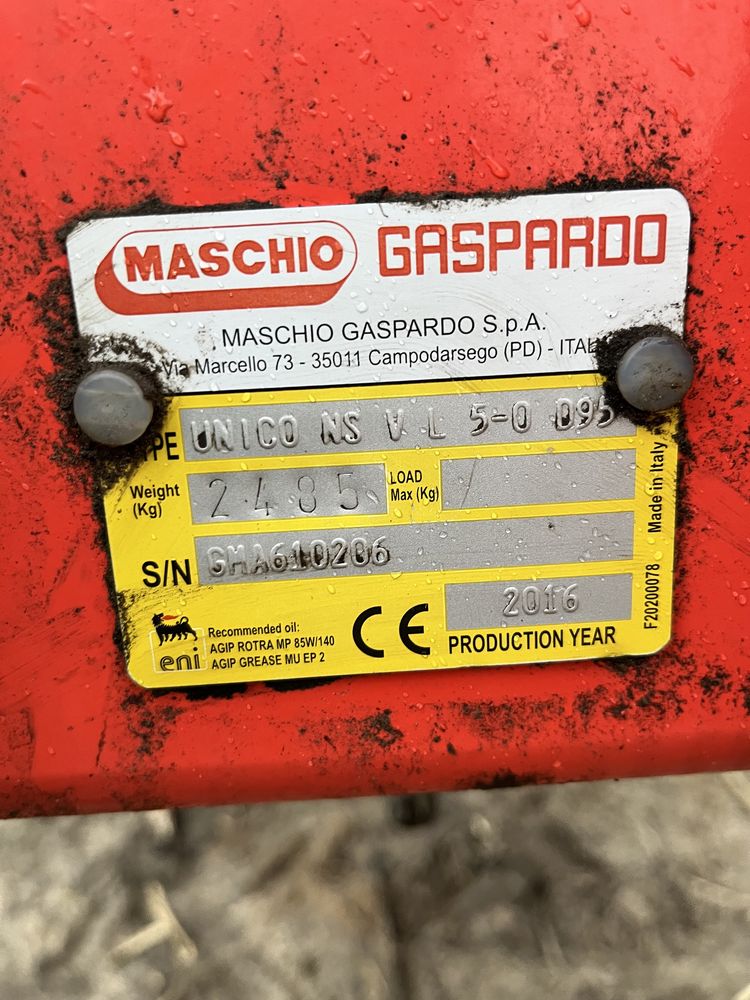 MASCHIO GASPARDO
MASCHIO GASPARDO S.p.A.
Via Marcello 73 - 35011 Campodarsego (PD) - ITAL
YPE UNICO NS V L 5-0 095
Weight (Kg) 2485 LOAD Max (Kg) /
S/N GMA610206
2016
PRODUCTION YEAR
CE
eni
Recommended oil:
AGIP ROTRA MP 85W/140
AGIP GREASE MU EP 2
F20200078 Made in Italy